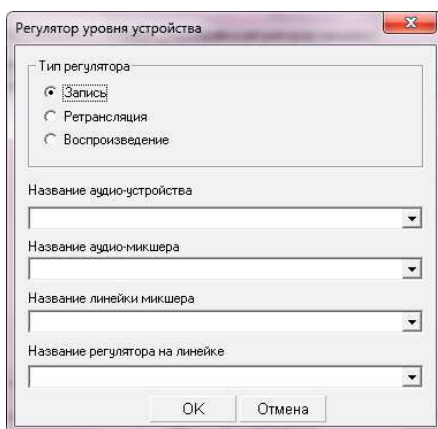 Регулятор уровня устройства
Тип регулятора
Запись
Ретрансляция
Воспроизведение
Название аудио-устройства
Название аудио-микшера
Название линейки микшера
Название регулятора на линейке
OK Отмена